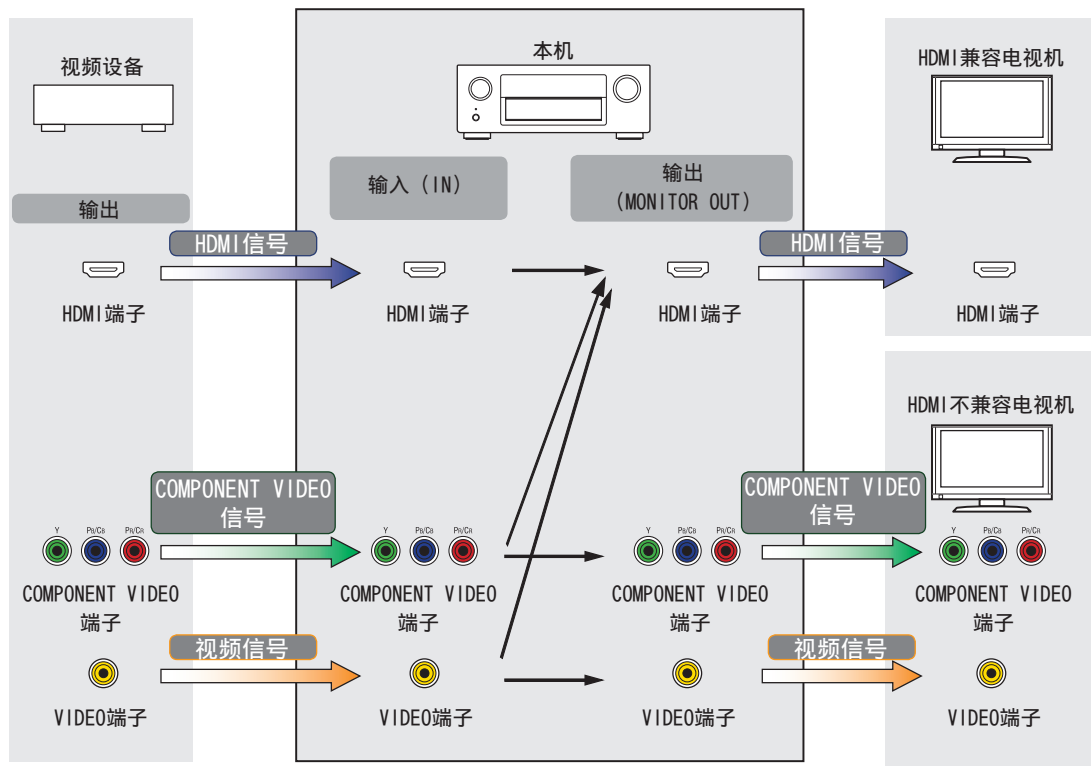 视频设备
本机
HDMI兼容电视机
输出
输入（IN）
输出
（MONITOR OUT）
HDMI信号
HDMI信号
HDMI端子
HDMI端子
HDMI端子
HDMI端子
HDMI不兼容电视机
COMPONENT VIDEO
信号
COMPONENT VIDEO
信号
Y PB/CB PR/CR
Y PB/CB PR/CR
Y PB/CB PR/CR
Y PB/CB PR/CR
COMPONENT VIDEO
端子
COMPONENT VIDEO
端子
COMPONENT VIDEO
端子
COMPONENT VIDEO
端子
视频信号
视频信号
VIDEO端子
VIDEO端子
VIDEO端子
VIDEO端子